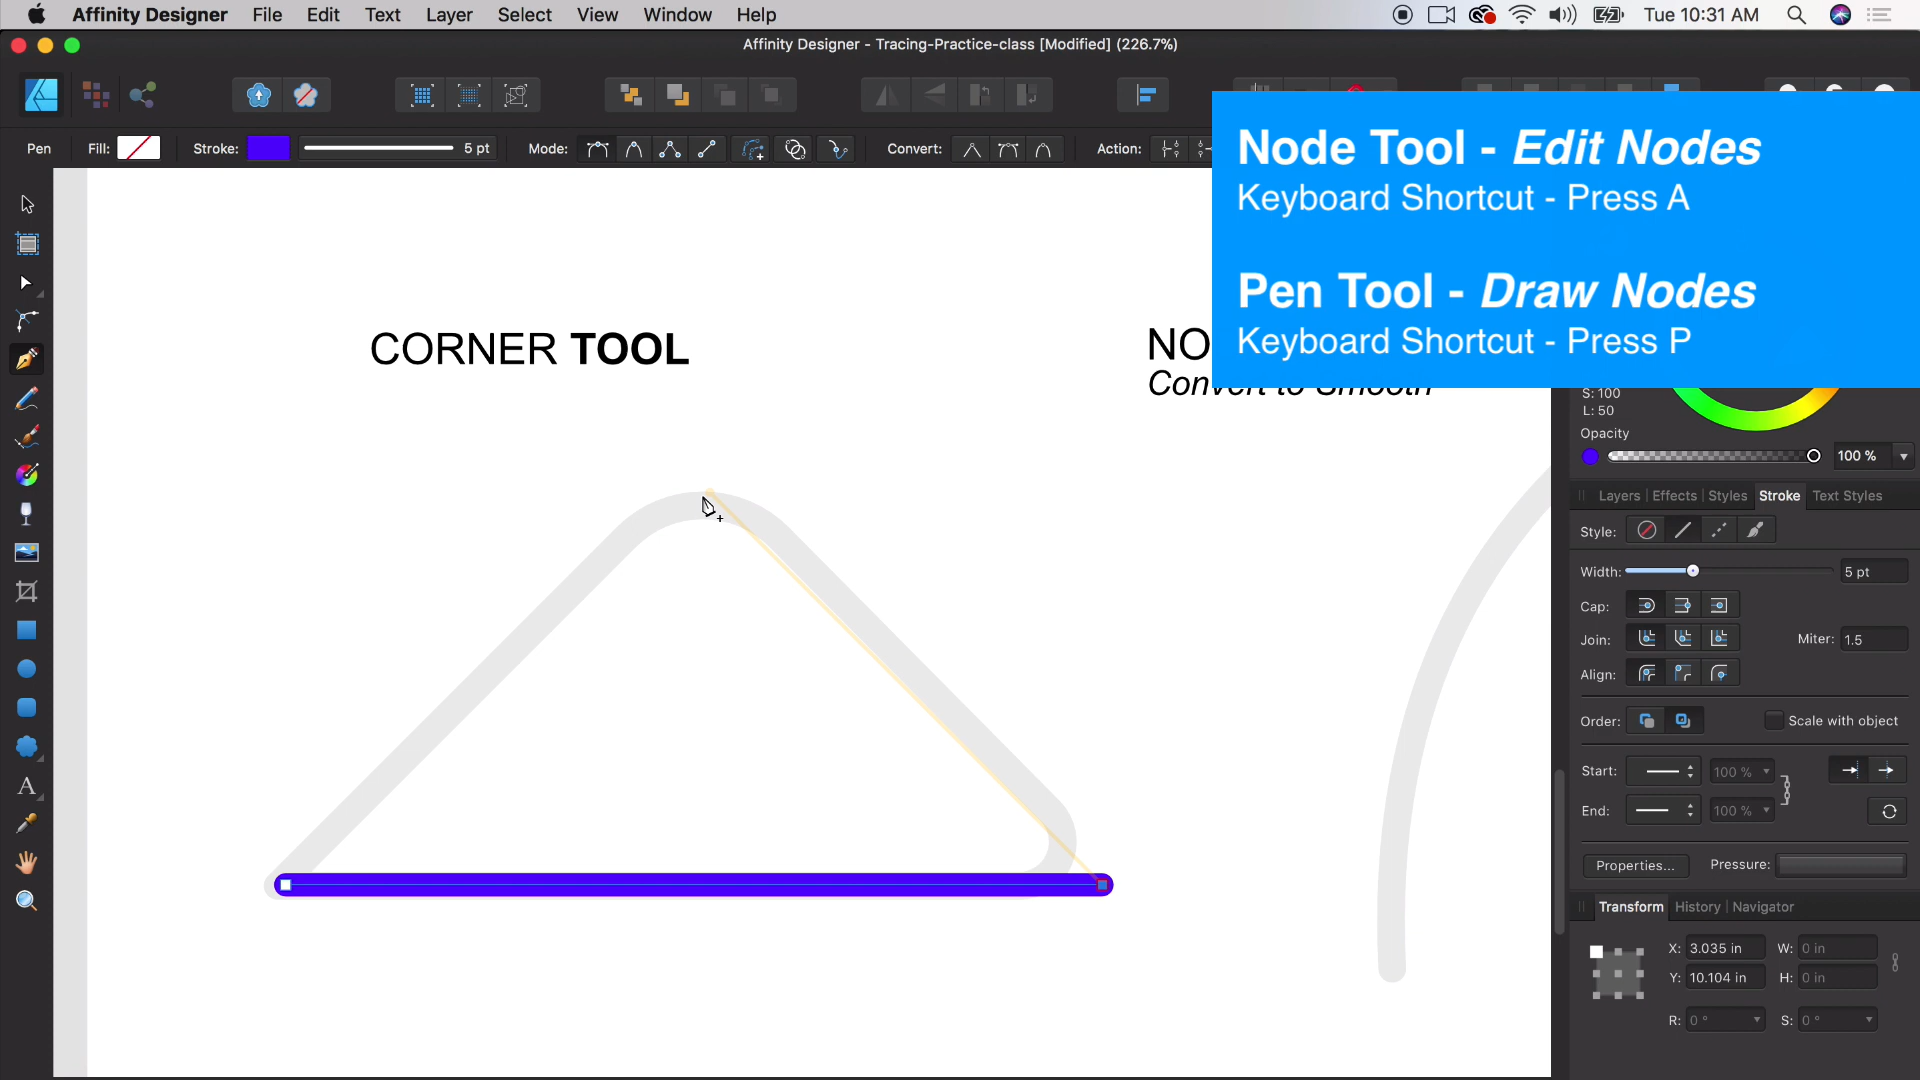 Affinity Designer File Edit Text Layer Select View Window Help Tue 10:31 AM
Affinity Designer - Tracing-Practice-class [Modified] (226.7%)
Pen Fill: Stroke: 5 pt Mode: Convert: Action:
Node Tool - Edit Nodes
Keyboard Shortcut - Press A
Pen Tool - Draw Nodes
Keyboard Shortcut - Press P
CORNER TOOL
NO
Convert to Smooth
S: 100
L: 50
Opacity
100 %
Layers Effects Styles Stroke Text Styles
Style:
Width: 5 pt
Cap:
Join: Miter: 1.5
Align:
Order: Scale with object
Start: 100 %
End: 100 %
Properties... Pressure:
Transform History Navigator
X: 3.035 in W: 0 in
Y: 10.104 in H: 0 in
R: 0 ° S: 0 °